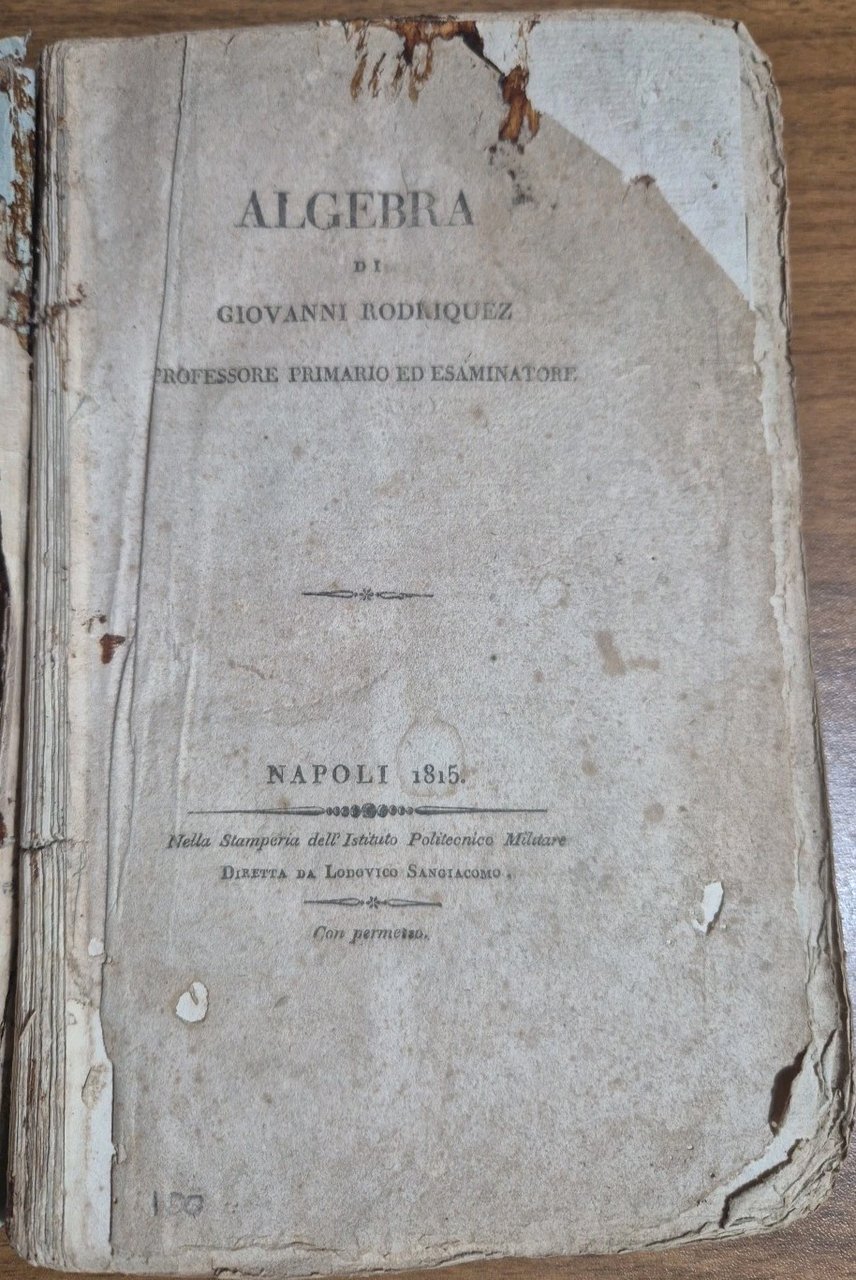 ALGEBRA
DI
GIOVANNI RODRIQUEZ
PROFESSORE PRIMARIO ED ESAMINATORE
NAPOLI 1815.
Nella Stamperia dell' Istituto Politecnico Militare
DIRETTA DA LODOVICO SANGIACOMO.
Con permesso.